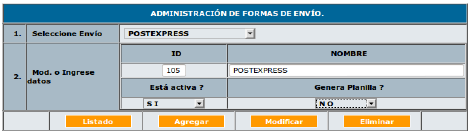 ADMINISTRACIÓN DE FORMAS DE ENVÍO.
1. Seleccione Envío POSTEXPRESS
ID NOMBRE
2. Mod. o Ingrese datos 105 POSTEXPRESS
Está activa ? Genera Planilla ?
S I N O
Listado Agregar Modificar Eliminar